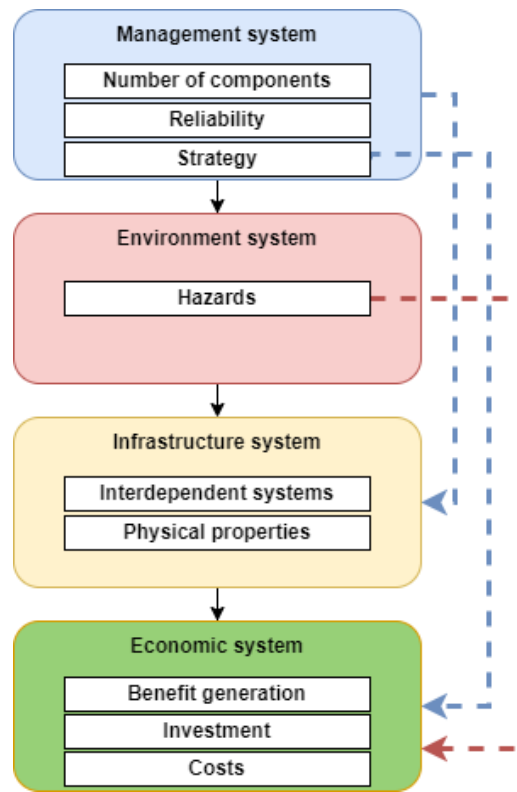 Management system
Number of components
Reliability
Strategy
Environment system
Hazards
Infrastructure system
Interdependent systems
Physical properties
Economic system
Benefit generation
Investment
Costs